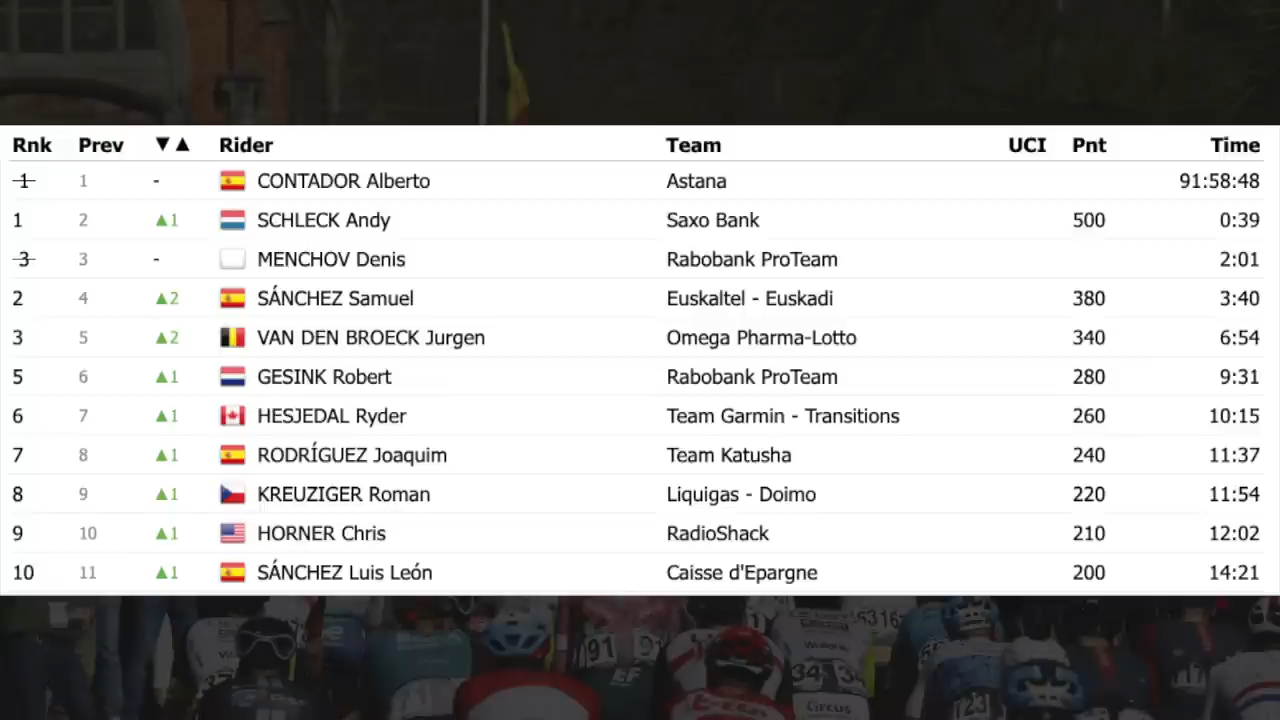 Rnk Prev ▼▲ Rider Team UCI Pnt Time
1 1 - CONTADOR Alberto Astana 91:58:48
1 2 ▲1 SCHLECK Andy Saxo Bank 500 0:39
3 3 - MENCHOV Denis Rabobank ProTeam 2:01
2 4 ▲2 SÁNCHEZ Samuel Euskaltel - Euskadi 380 3:40
3 5 ▲2 VAN DEN BROECK Jurgen Omega Pharma-Lotto 340 6:54
5 6 ▲1 GESINK Robert Rabobank ProTeam 280 9:31
6 7 ▲1 HESJEDAL Ryder Team Garmin - Transitions 260 10:15
7 8 ▲1 RODRÍGUEZ Joaquim Team Katusha 240 11:37
8 9 ▲1 KREUZIGER Roman Liquigas - Doimo 220 11:54
9 10 ▲1 HORNER Chris RadioShack 210 12:02
10 11 ▲1 SÁNCHEZ Luis León Caisse d'Epargne 200 14:21
91
EF
34 34
Circus
123